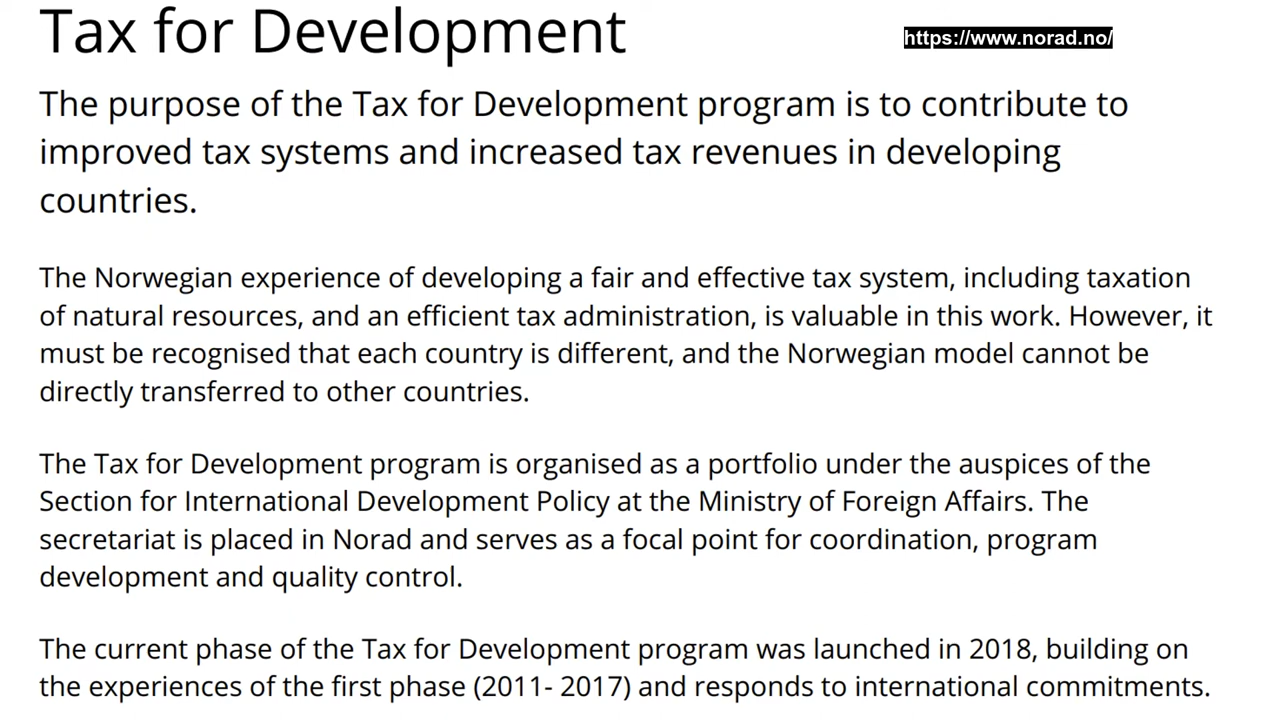 Tax for Development
https://www.norad.no/
The purpose of the Tax for Development program is to contribute to
improved tax systems and increased tax revenues in developing
countries.
The Norwegian experience of developing a fair and effective tax system, including taxation
of natural resources, and an efficient tax administration, is valuable in this work. However, it
must be recognised that each country is different, and the Norwegian model cannot be
directly transferred to other countries.
The Tax for Development program is organised as a portfolio under the auspices of the
Section for International Development Policy at the Ministry of Foreign Affairs. The
secretariat is placed in Norad and serves as a focal point for coordination, program
development and quality control.
The current phase of the Tax for Development program was launched in 2018, building on
the experiences of the first phase (2011- 2017) and responds to international commitments.